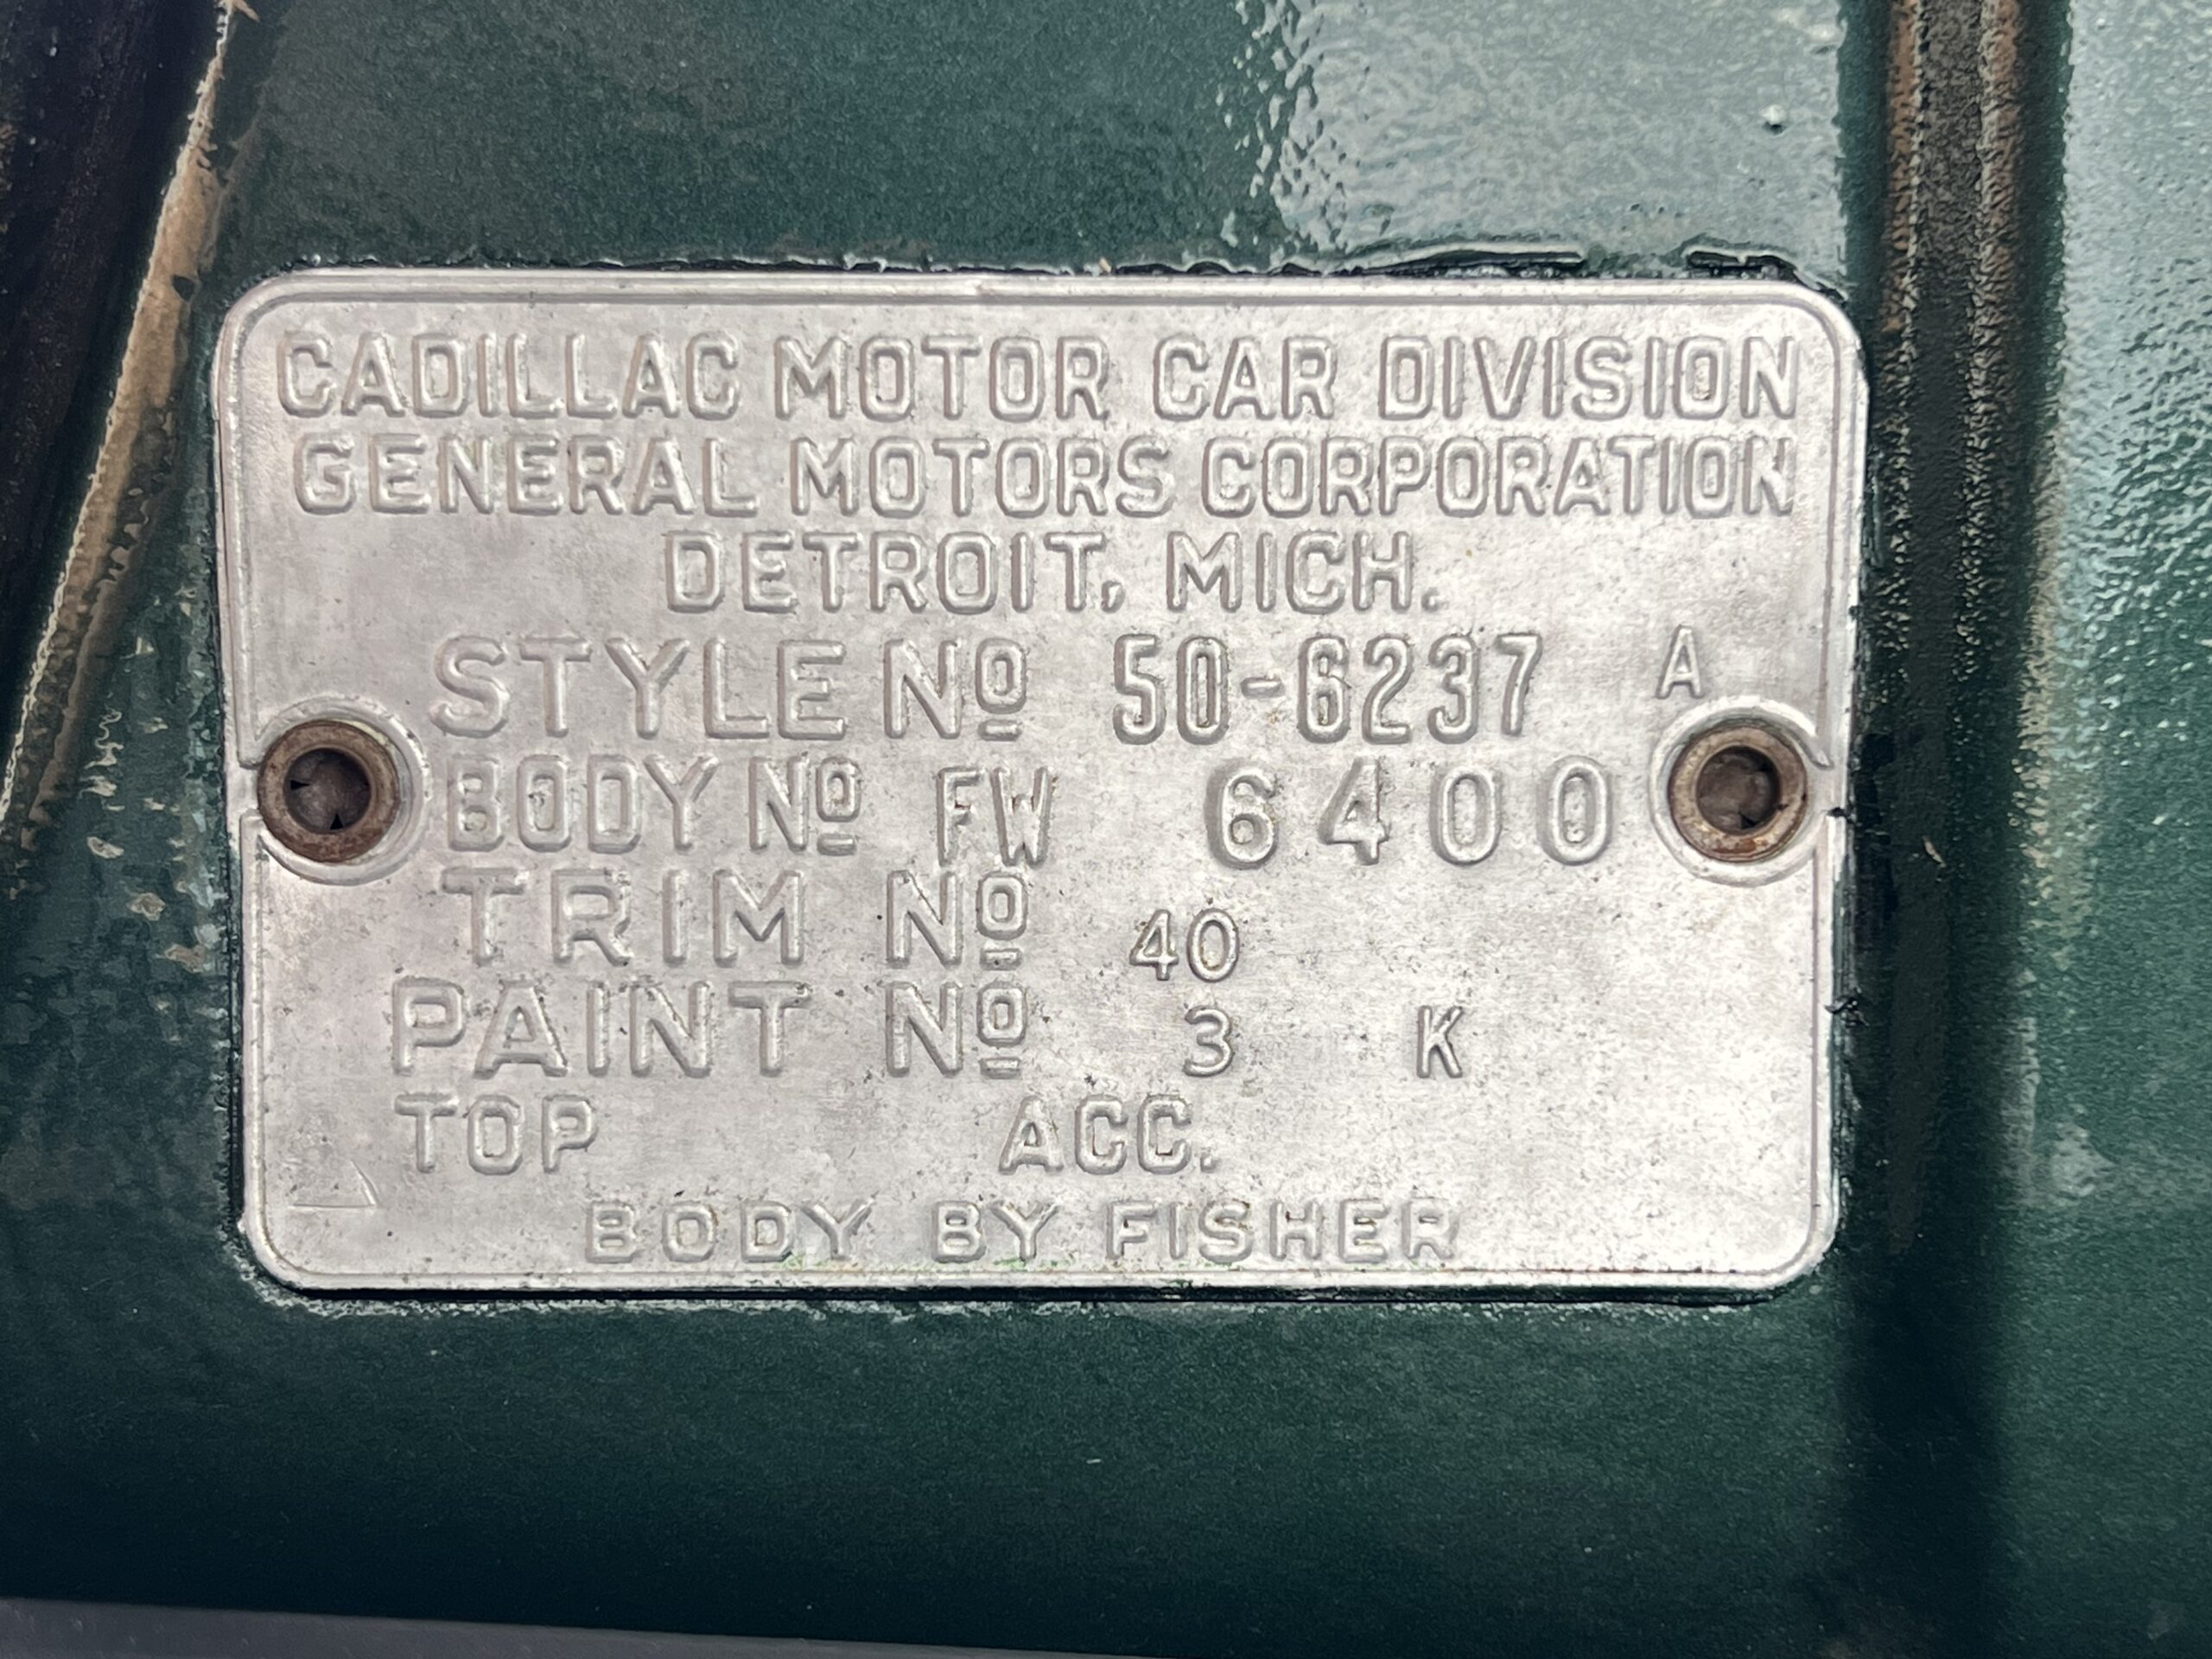 CADILLAC MOTOR CAR DIVISION
GENERAL MOTORS CORPORATION
DETROIT, MICH.
STYLE Nº 50-6237 A
BODY Nº FW 6400
TRIM Nº 40
PAINT Nº 3 K
TOP ACC.
BODY BY FISHER